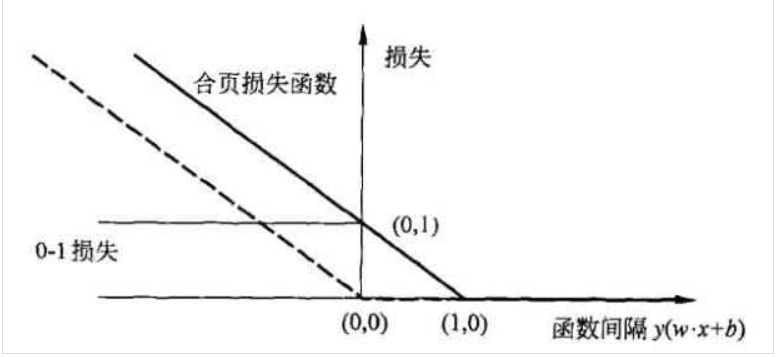 损失
合页损失函数
(0,1)
0-1 损失
(0,0)
(1,0)
函数间隔 y(w·x+b)